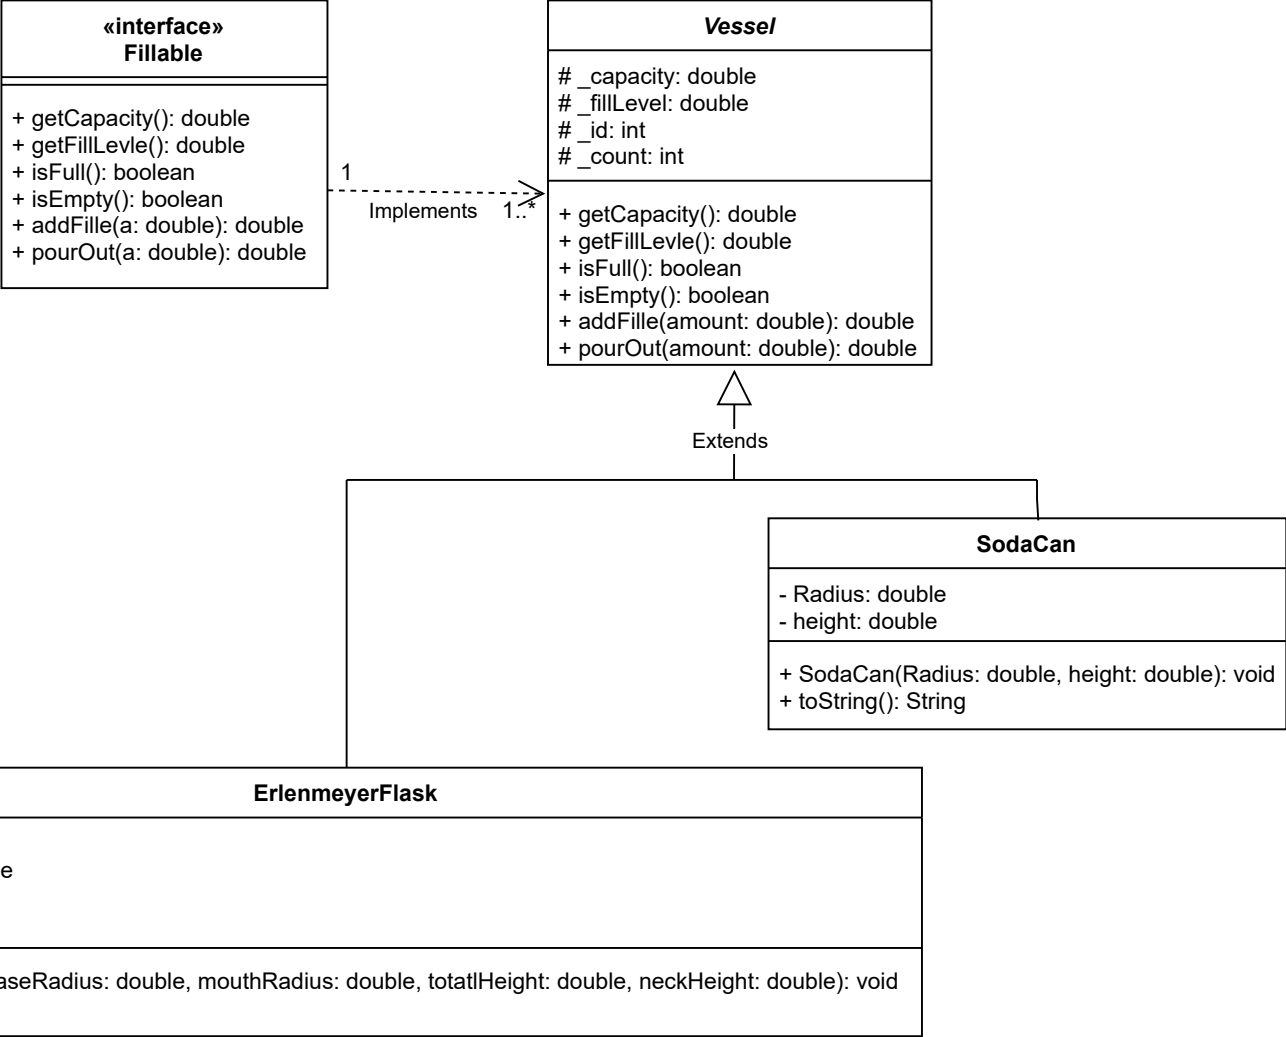 «interface»
Fillable
+ getCapacity(): double
+ getFillLevle(): double
+ isFull(): boolean
+ isEmpty(): boolean
+ addFille(a: double): double
+ pourOut(a: double): double
1
Implements
1..*
Vessel
# _capacity: double
# _fillLevel: double
# _id: int
# _count: int
+ getCapacity(): double
+ getFillLevle(): double
+ isFull(): boolean
+ isEmpty(): boolean
+ addFille(amount: double): double
+ pourOut(amount: double): double
Extends
SodaCan
- Radius: double
- height: double
+ SodaCan(Radius: double, height: double): void
+ toString(): String
ErlenmeyerFlask
e
aseRadius: double, mouthRadius: double, totatlHeight: double, neckHeight: double): void